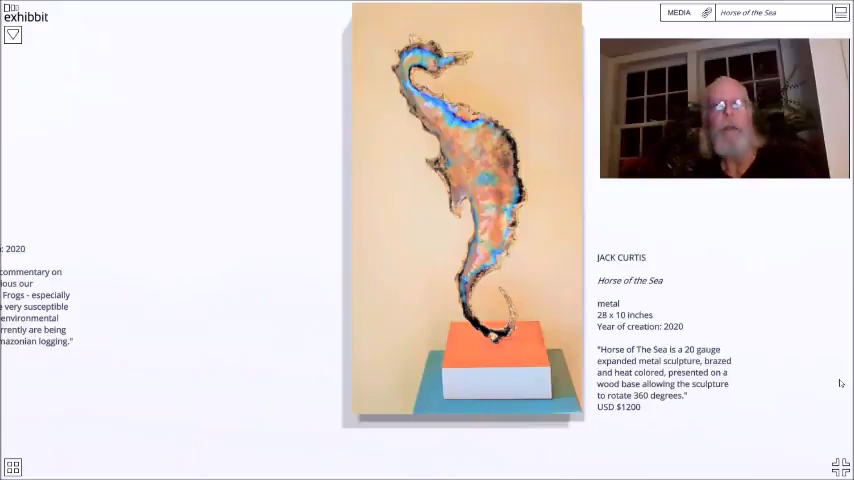 exhibbit
MEDIA
Horse of the Sea
: 2020
commentary on
ious our
Frogs - especially
very susceptible
environmental
rrently are being
mazonian logging."
JACK CURTIS
Horse of the Sea
metal
28 x 10 inches
Year of creation: 2020
"Horse of The Sea is a 20 gauge
expanded metal sculpture, brazed
and heat colored, presented on a
wood base allowing the sculpture
to rotate 360 degrees."
USD $1200